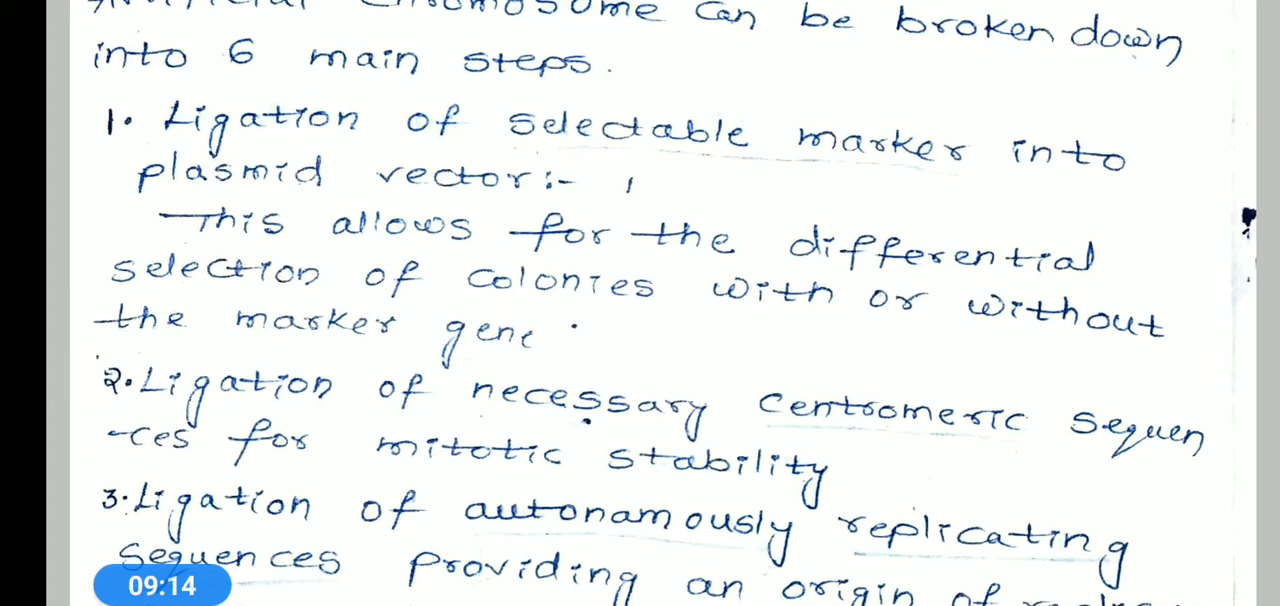 can be broken down
into 6 main steps.
1. Ligation of selectable marker into
plasmid vector :-
This allows for the differential
selection of colonies with or without
the marker gene.
2. Ligation of necessary centromeric sequen
-ces for mitotic stability
3. Ligation of autonamously replicating
sequences providing an origin of
09:14